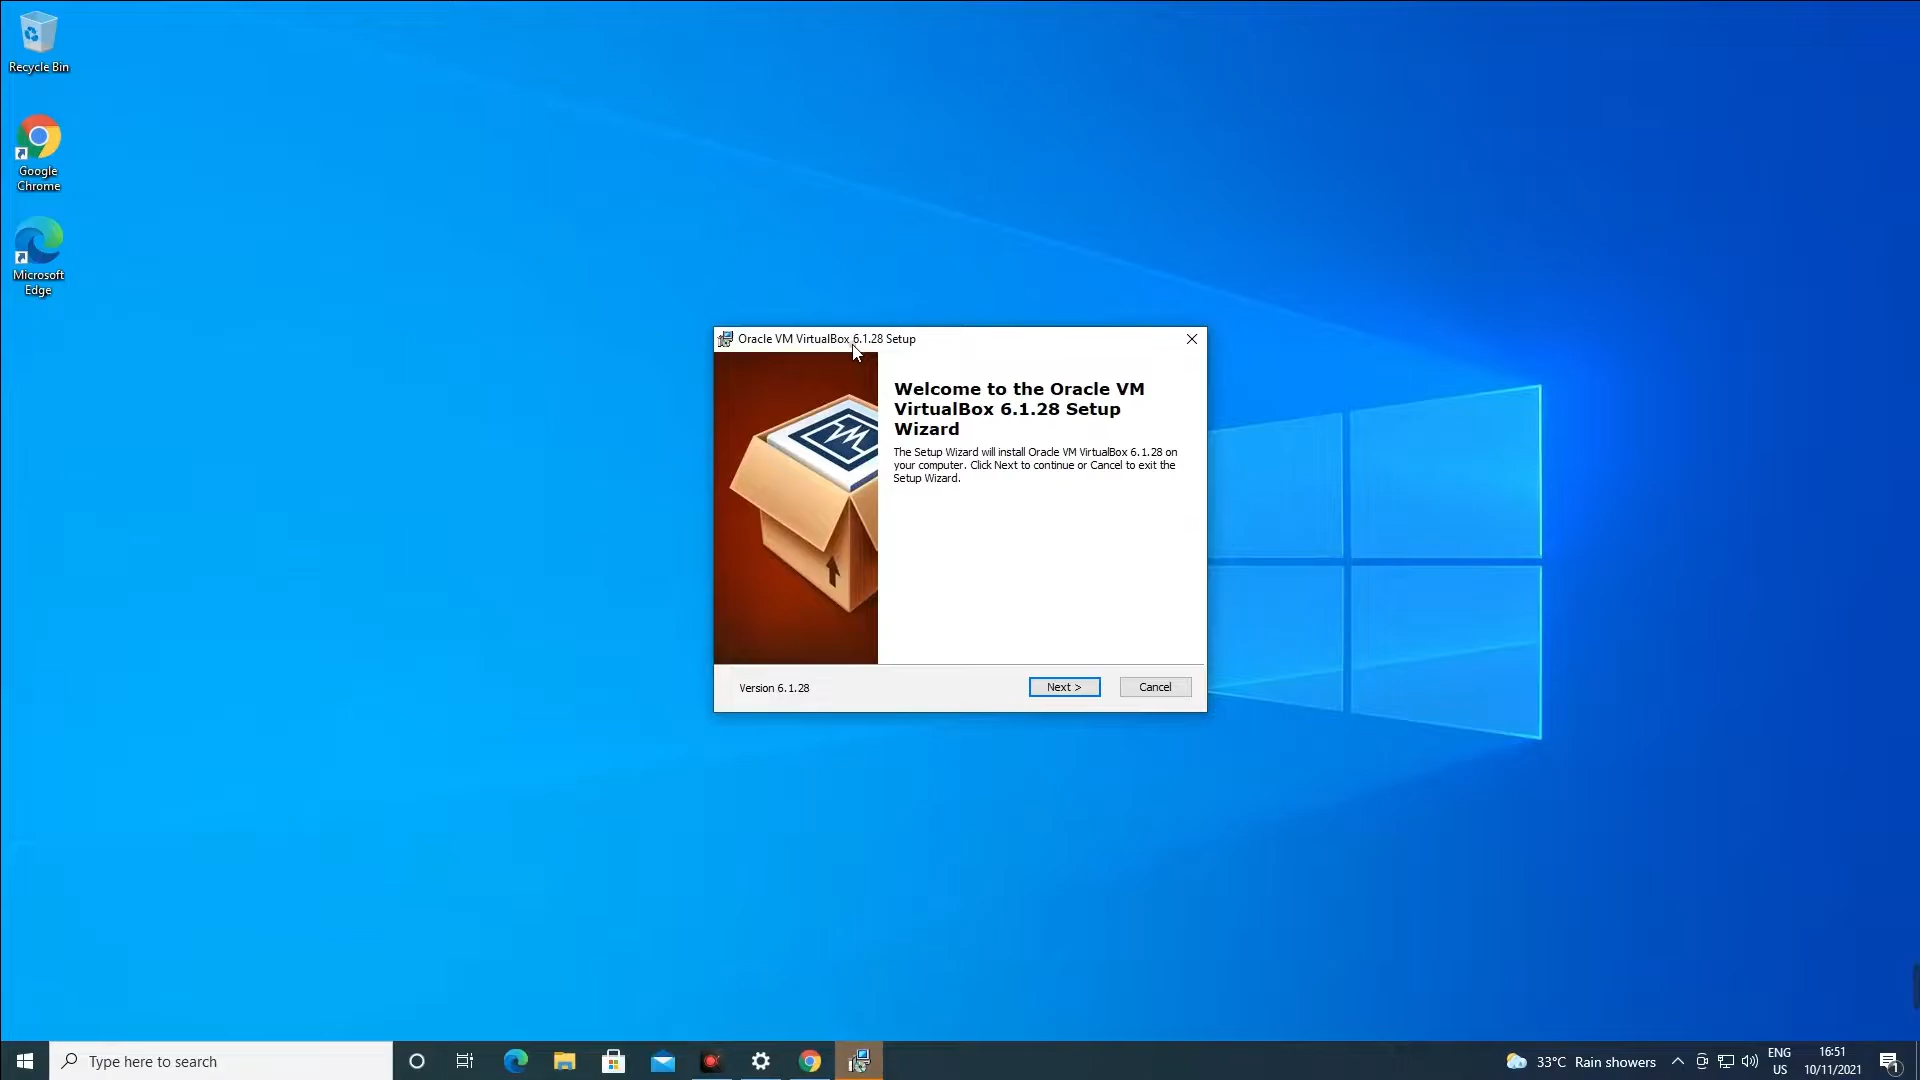 Recycle Bin
Google
Chrome
Microsoft
Edge
Oracle VM VirtualBox 6.1.28 Setup
Welcome to the Oracle VM
VirtualBox 6.1.28 Setup
Wizard
The Setup Wizard will install Oracle VM VirtualBox 6.1.28 on
your computer. Click Next to continue or Cancel to exit the
Setup Wizard.
Version 6.1.28
Next >
Cancel
Type here to search
33°C Rain showers
ENG
US
16:51
10/11/2021
1